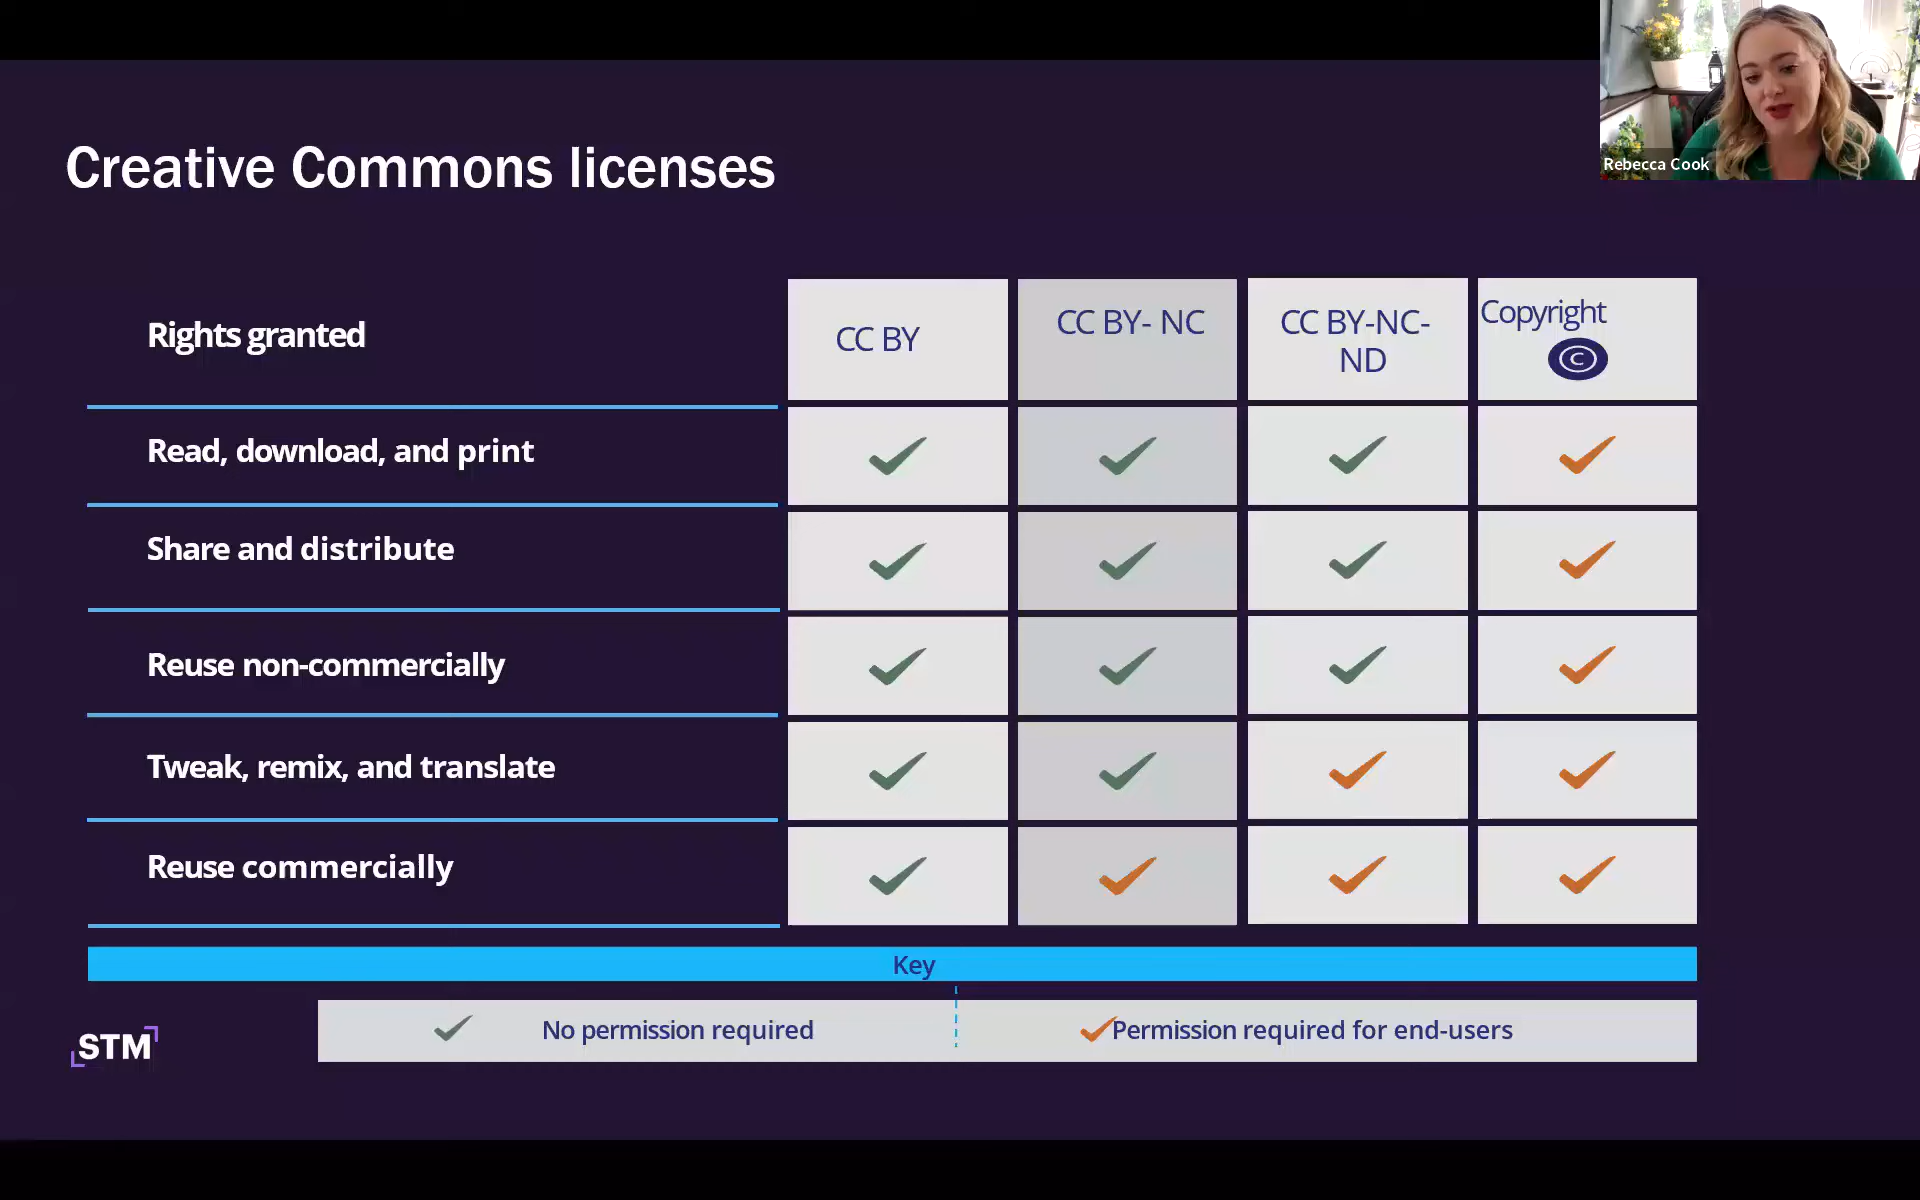 Rebecca Cook
Creative Commons licenses
Rights granted
CC BY
CC BY- NC
CC BY-NC-
ND
Copyright
©
Read, download, and print
Share and distribute
Reuse non-commercially
Tweak, remix, and translate
Reuse commercially
Key
No permission required
Permission required for end-users
STM